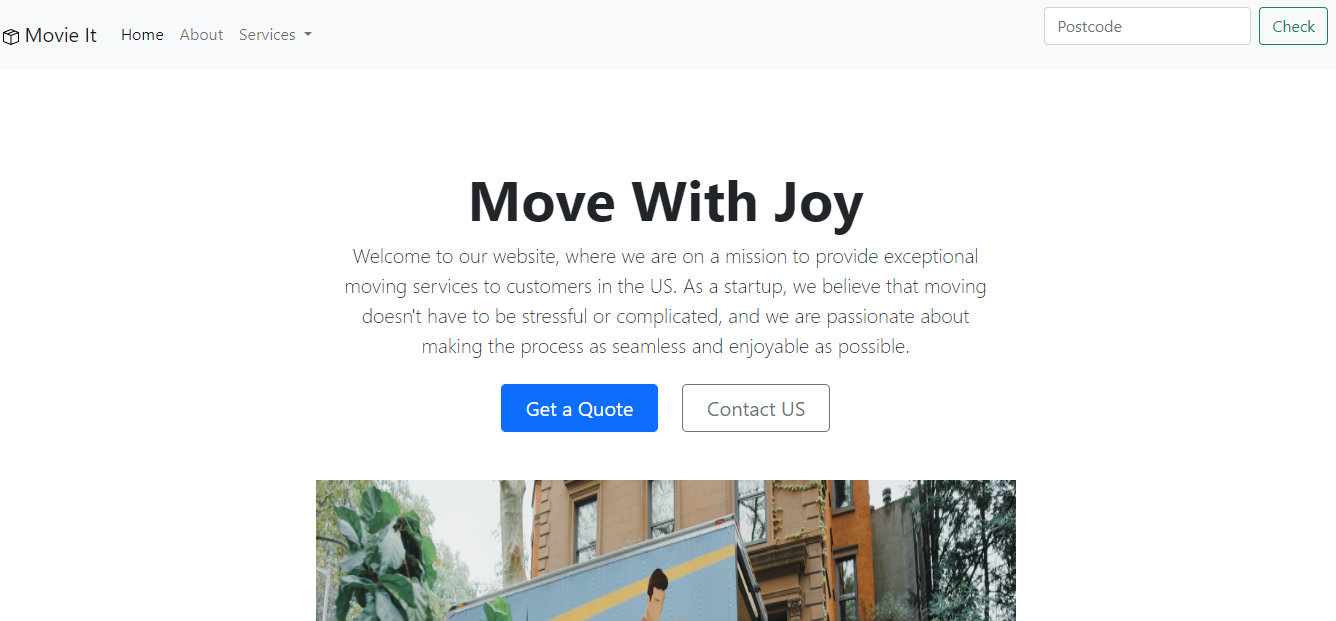 Movie It Home About Services Postcode Check
Move With Joy
Welcome to our website, where we are on a mission to provide exceptional
moving services to customers in the US. As a startup, we believe that moving
doesn't have to be stressful or complicated, and we are passionate about
making the process as seamless and enjoyable as possible.
Get a Quote Contact US